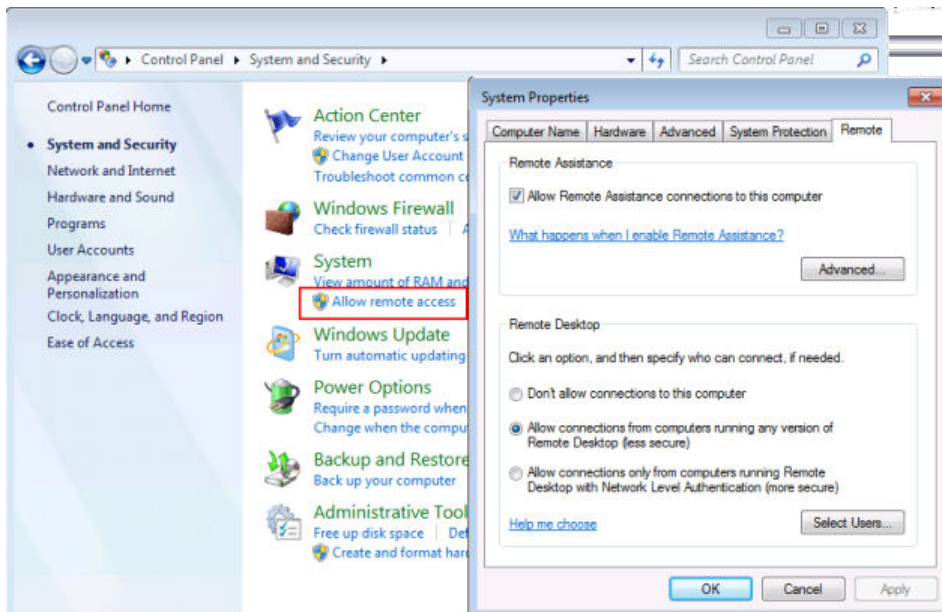 Control Panel ▸ System and Security ▸
Search Control Panel
Control Panel Home
System and Security
Network and Internet
Hardware and Sound
Programs
User Accounts
Appearance and
Personalization
Clock, Language, and Region
Ease of Access
Action Center
Review your computer's s
Change User Account
Troubleshoot common co
Windows Firewall
Check firewall status
System
View amount of RAM and
Allow remote access
Windows Update
Turn automatic updating
Power Options
Require a password when
Change when the compu
Backup and Restore
Back up your computer
Administrative Tool
Free up disk space | Def
Create and format hard
System Properties
Computer Name Hardware Advanced System Protection Remote
Remote Assistance
Allow Remote Assistance connections to this computer
What happens when I enable Remote Assistance?
Advanced...
Remote Desktop
Click an option, and then specify who can connect, if needed.
Don't allow connections to this computer
Allow connections from computers running any version of
Remote Desktop (less secure)
Allow connections only from computers running Remote
Desktop with Network Level Authentication (more secure)
Help me choose
Select Users...
OK Cancel Apply